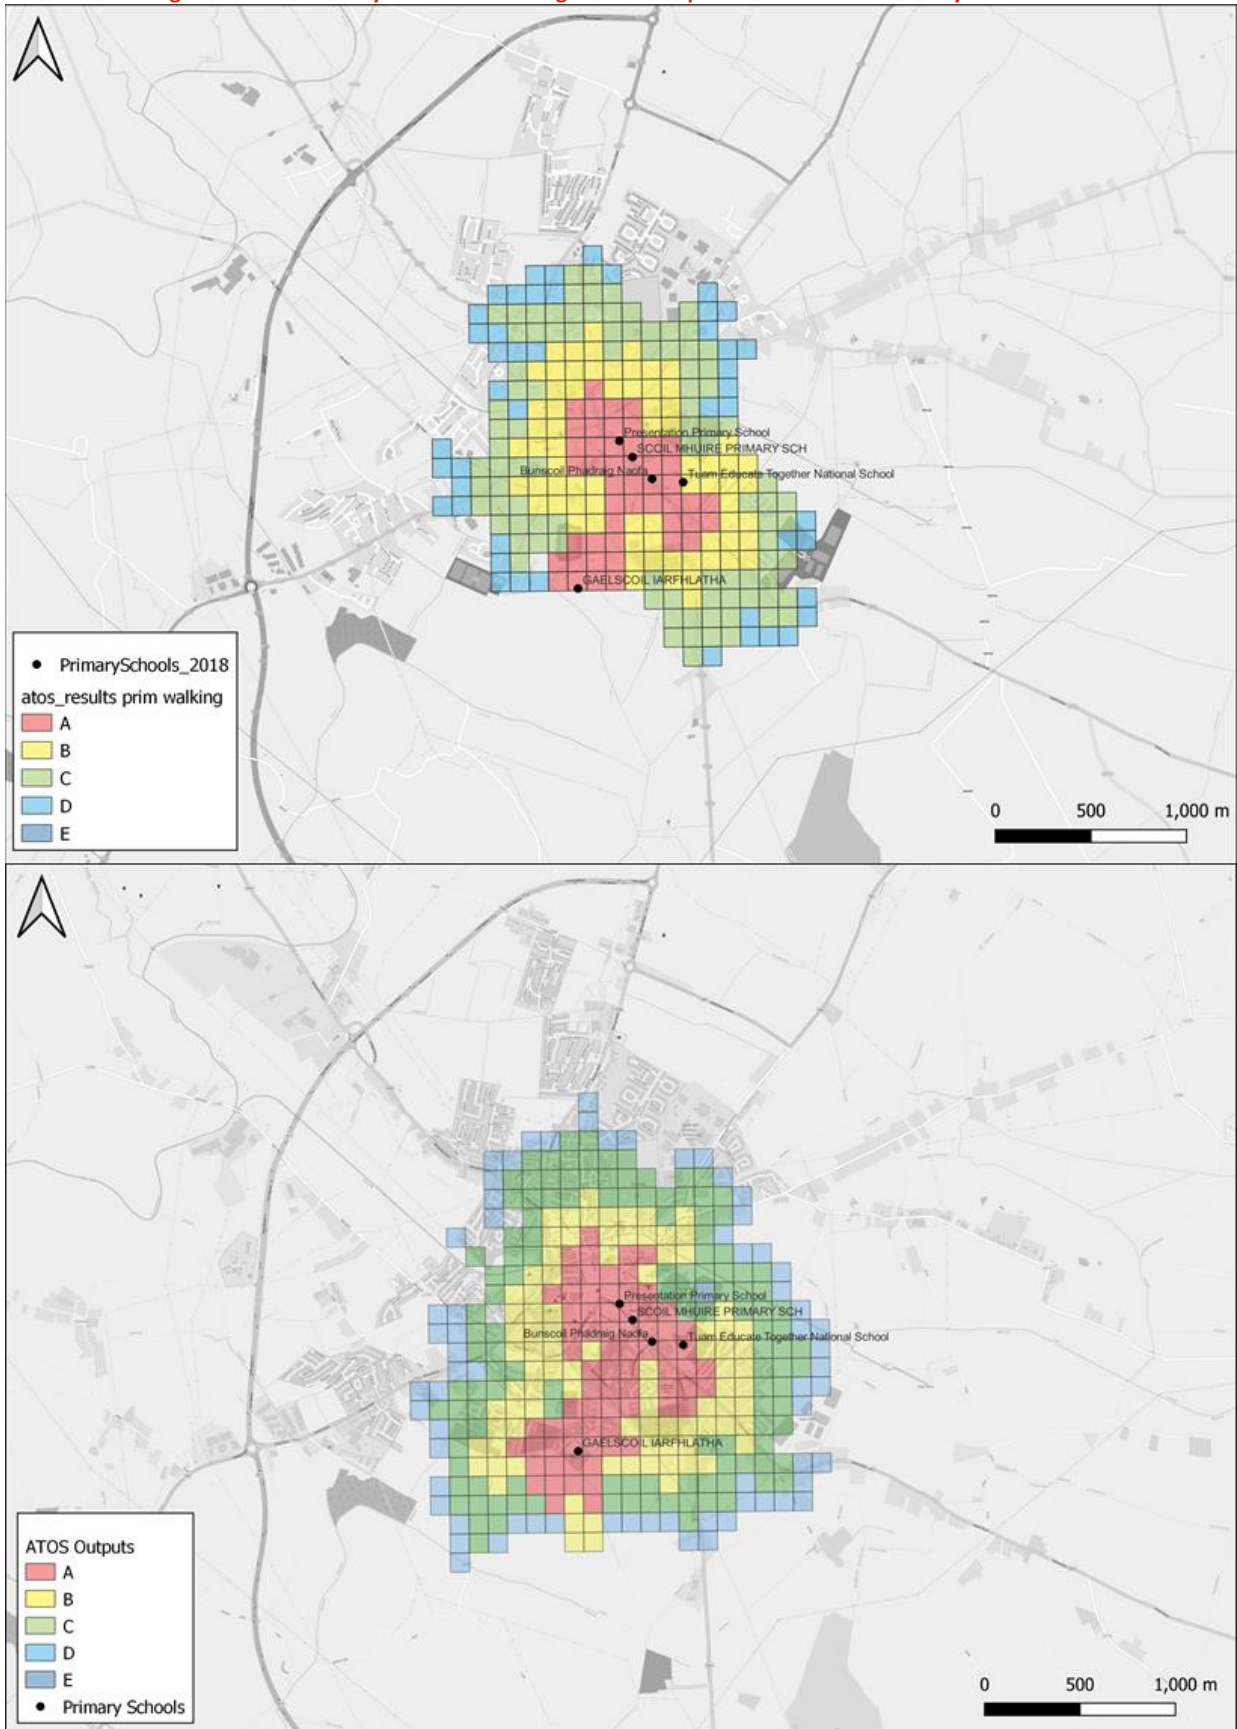 Presentation Primary School
SCOIL MHUIRE PRIMARY SCH
Bunscoil Phadraig Naofa
Tuam Educate Together National School
GAELSCOIL IARFHLATHA
PrimarySchools_2018
atos_results prim walking
A
B
C
D
E
0 500 1,000 m
Presentation Primary School
SCOIL MHUIRE PRIMARY SCH
Bunscoil Phadraig Naofa
Tuam Educate Together National School
GAELSCOIL IARFHLATHA
ATOS Outputs
A
B
C
D
E
Primary Schools
0 500 1,000 m